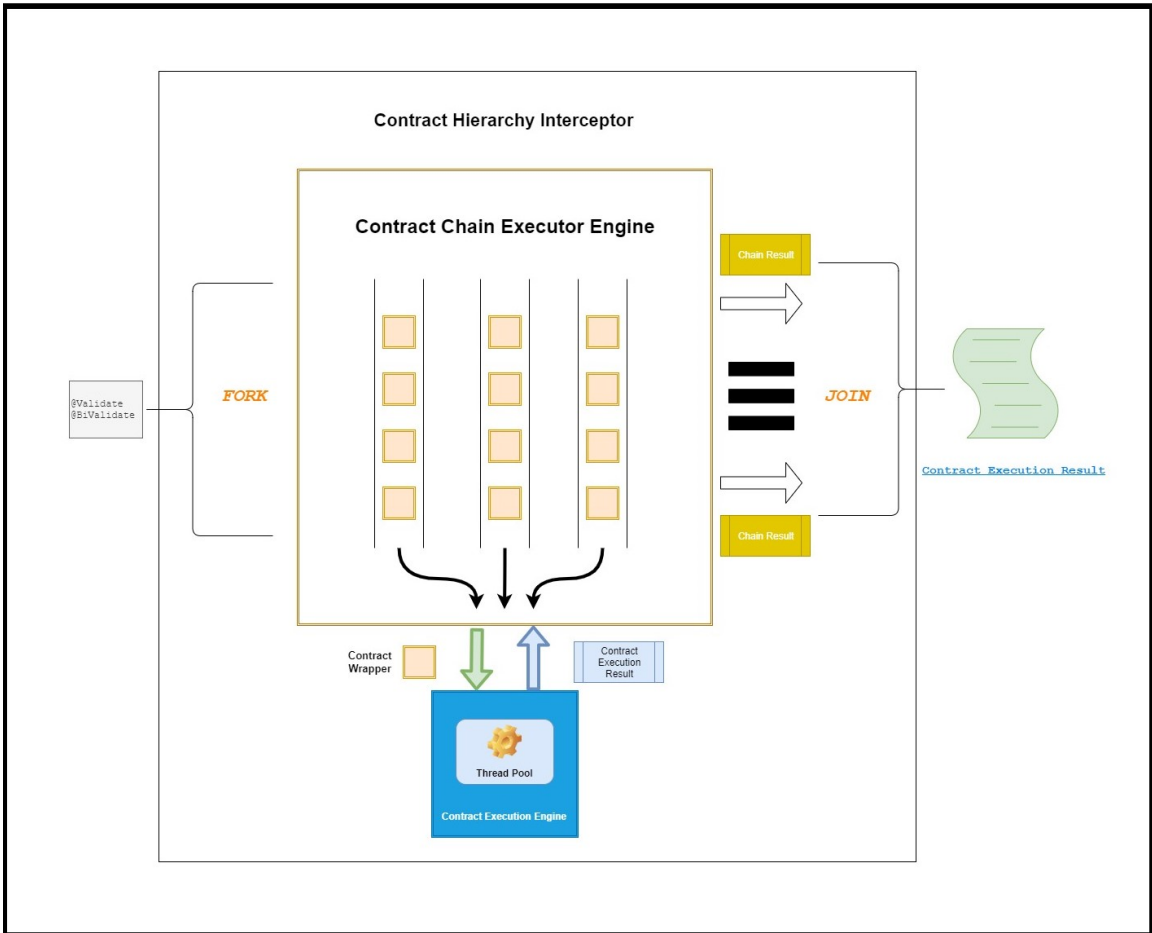 Contract Hierarchy Interceptor
Contract Chain Executor Engine
Chain Result
@Validate
@BiValidate
FORK
JOIN
Contract Execution Result
Chain Result
Contract
Wrapper
Contract
Execution
Result
Thread Pool
Contract Execution Engine